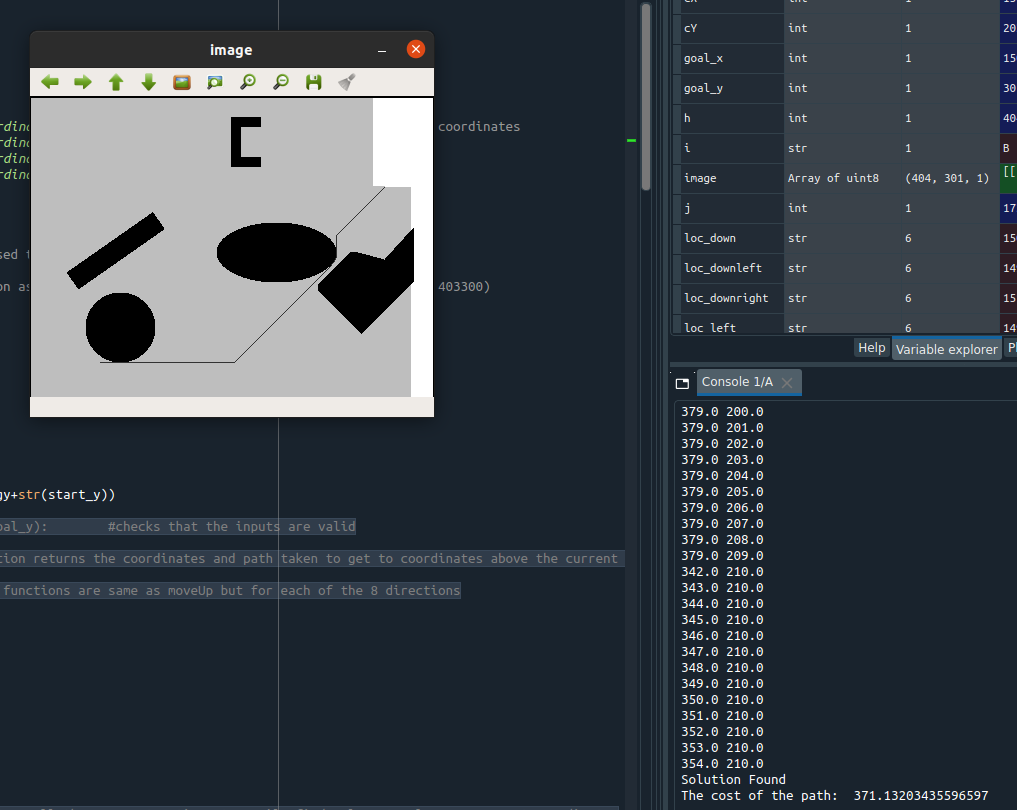 image
rdin
rdin
rdin
rdin
coordinates
sed
on as
403300)
gy+str(start_y))
oal_y): #checks that the inputs are valid
tion returns the coordinates and path taken to get to coordinates above the current
functions are same as moveUp but for each of the 8 directions
cX int 1 15
cY int 1 20
goal_x int 1 15
goal_y int 1 30
h int 1 40
i str 1 B
image Array of uint8 (404, 301, 1) [[
j int 1 17
loc_down str 6 15
loc_downleft str 6 14
loc_downright str 6 15
loc_left str 6 14
Help Variable explorer Pl
Console 1/A
379.0 200.0
379.0 201.0
379.0 202.0
379.0 203.0
379.0 204.0
379.0 205.0
379.0 206.0
379.0 207.0
379.0 208.0
379.0 209.0
342.0 210.0
343.0 210.0
344.0 210.0
345.0 210.0
346.0 210.0
347.0 210.0
348.0 210.0
349.0 210.0
350.0 210.0
351.0 210.0
352.0 210.0
353.0 210.0
354.0 210.0
Solution Found
The cost of the path: 371.13203435596597